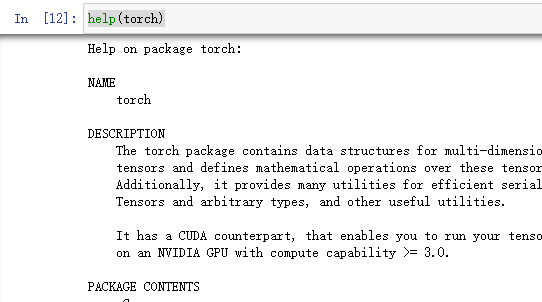 In [12]: help(torch)
Help on package torch:
NAME
torch
DESCRIPTION
The torch package contains data structures for multi-dimensio
tensors and defines mathematical operations over these tensor
Additionally, it provides many utilities for efficient serial
Tensors and arbitrary types, and other useful utilities.
It has a CUDA counterpart, that enables you to run your tenso
on an NVIDIA GPU with compute capability >= 3.0.
PACKAGE CONTENTS